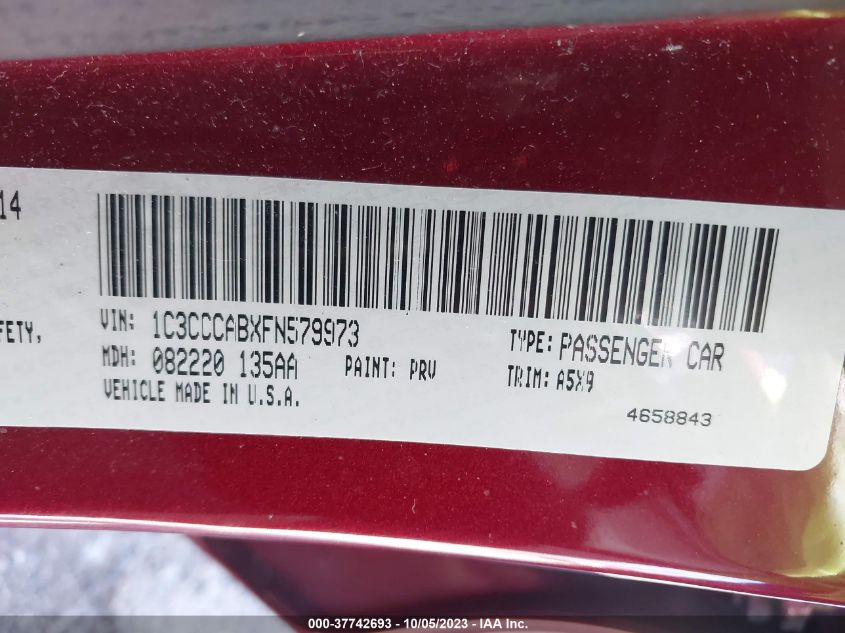 14
FETY,
VIN: 1C3CCCABXFN579973
TYPE: PASSENGER CAR
MDH: 082220 135AA
PAINT: PRV
TRIM: A5X9
VEHICLE MADE IN U.S.A.
4658843
000-37742693 - 10/05/2023 - IAA Inc.